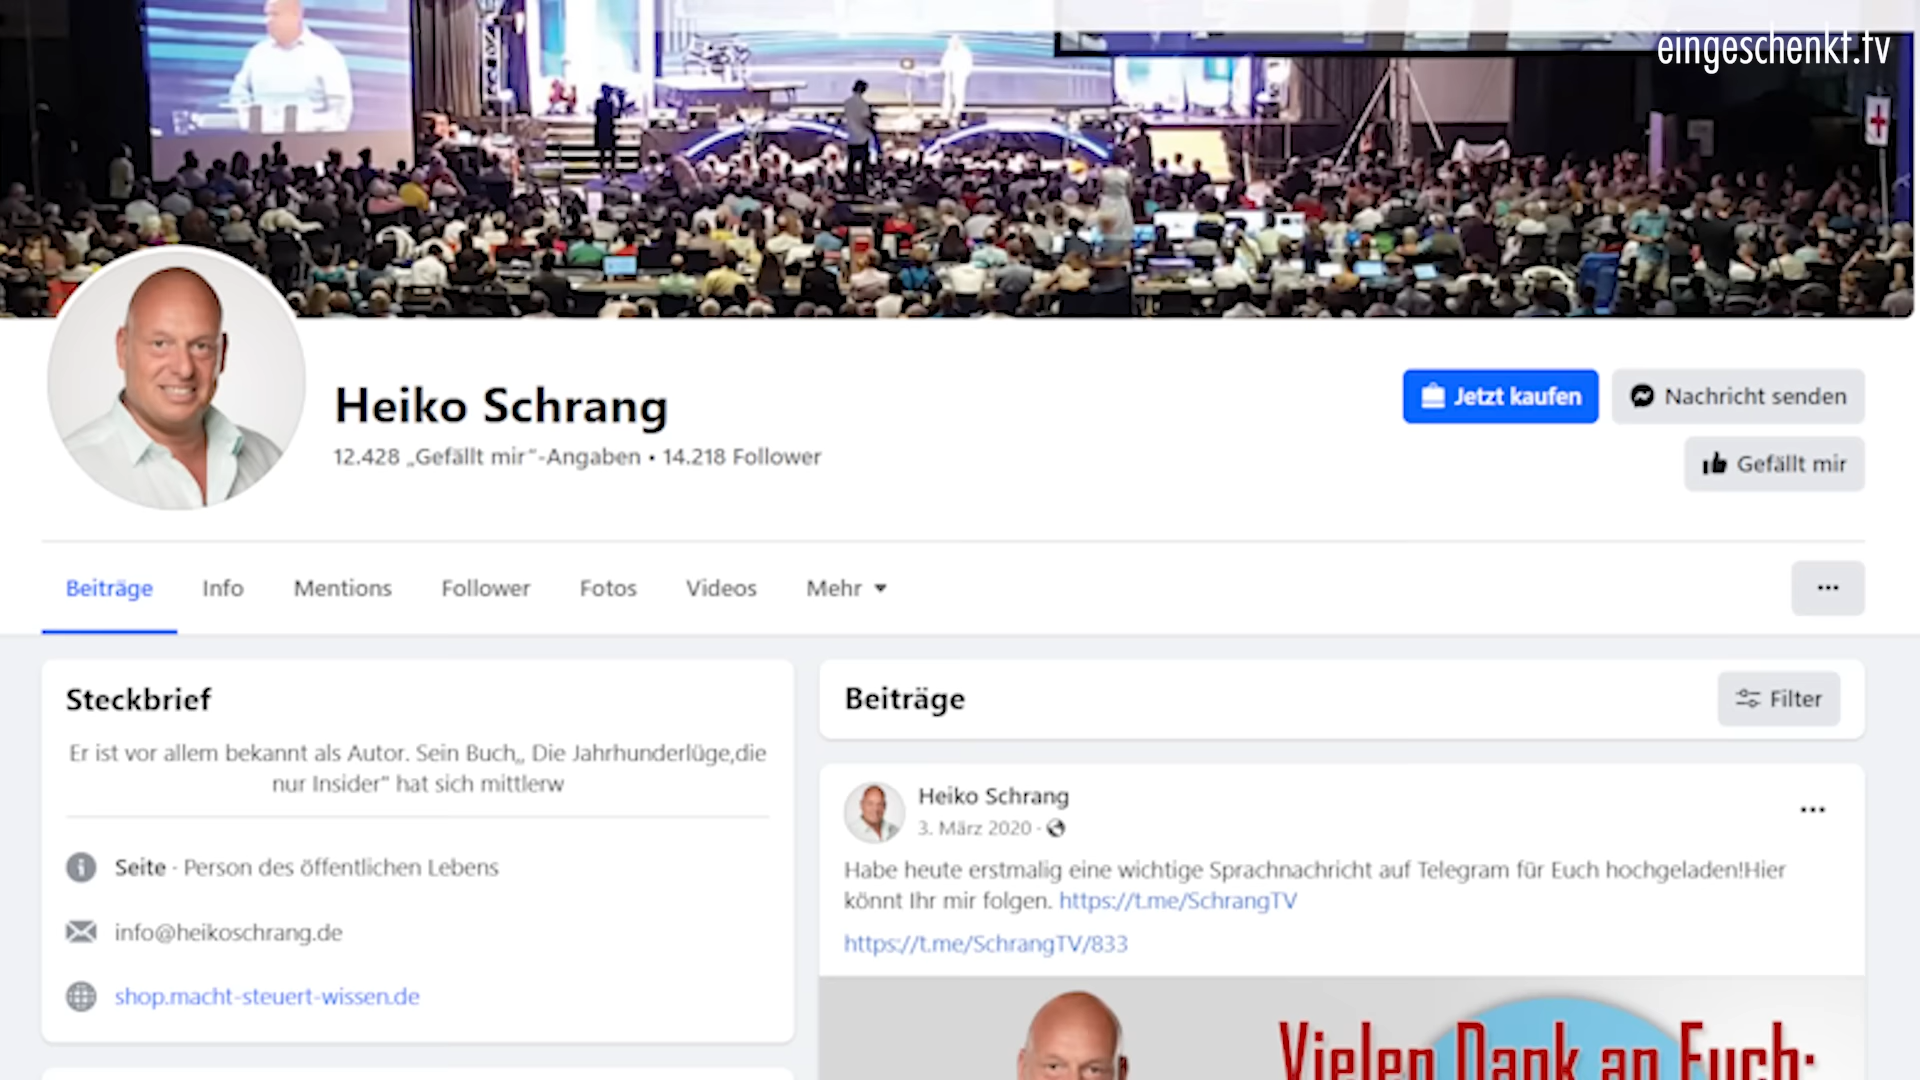 eingeschenkt.tv
Heiko Schrang
12.428 „Gefällt mir“-Angaben • 14.218 Follower
Jetzt kaufen
Nachricht senden
Gefällt mir
Beiträge Info Mentions Follower Fotos Videos Mehr
Steckbrief
Er ist vor allem bekannt als Autor. Sein Buch,, Die Jahrhunderlüge,die
nur Insider" hat sich mittlerw
Seite · Person des öffentlichen Lebens
info@heikoschrang.de
shop.macht-steuert-wissen.de
Beiträge
Filter
Heiko Schrang
3. März 2020 ·
Habe heute erstmalig eine wichtige Sprachnachricht auf Telegram für Euch hochgeladen!Hier
könnt Ihr mir folgen. https://t.me/SchrangTV
https://t.me/SchrangTV/833
Vielen Dank an Euch: